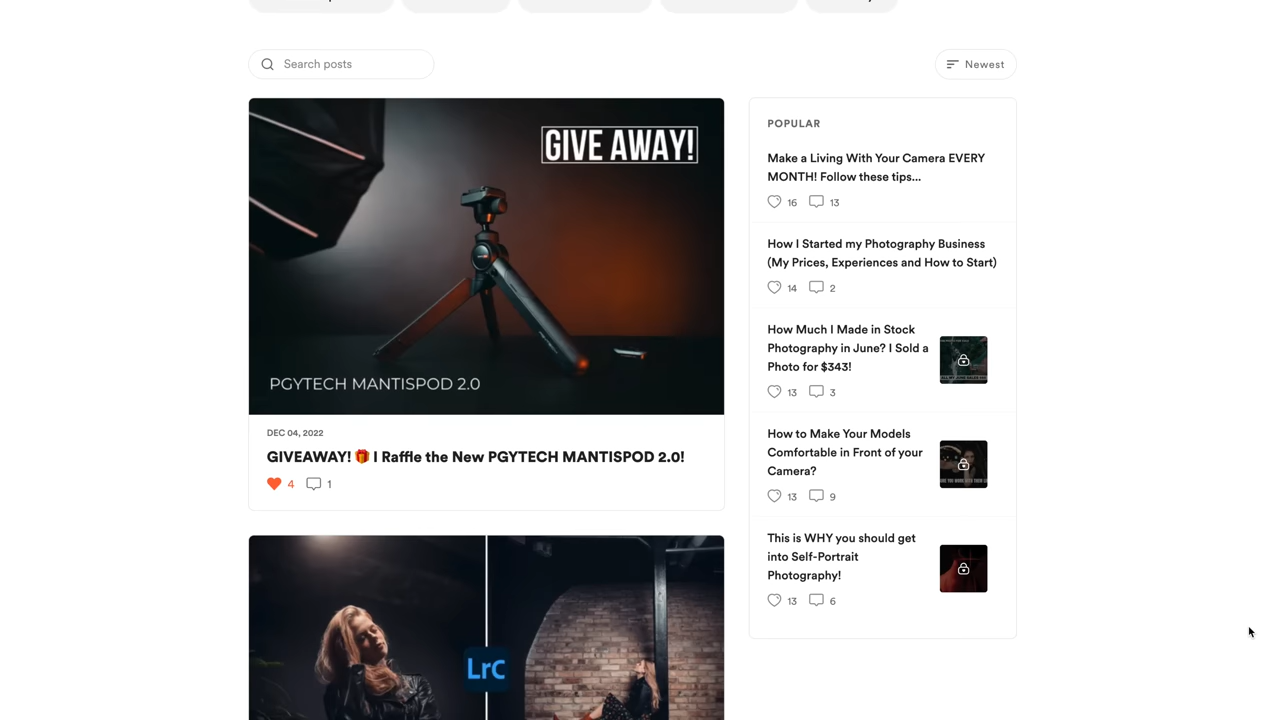 Search posts
Newest
GIVE AWAY!
PGYTECH MANTISPOD 2.0
DEC 04, 2022
GIVEAWAY! 🎁 I Raffle the New PGYTECH MANTISPOD 2.0!
4 1
LrC
POPULAR
Make a Living With Your Camera EVERY
MONTH! Follow these tips...
16 13
How I Started my Photography Business
(My Prices, Experiences and How to Start)
14 2
How Much I Made in Stock
Photography in June? I Sold a
Photo for $343!
13 3
How to Make Your Models
Comfortable in Front of your
Camera?
13 9
This is WHY you should get
into Self-Portrait
Photography!
13 6